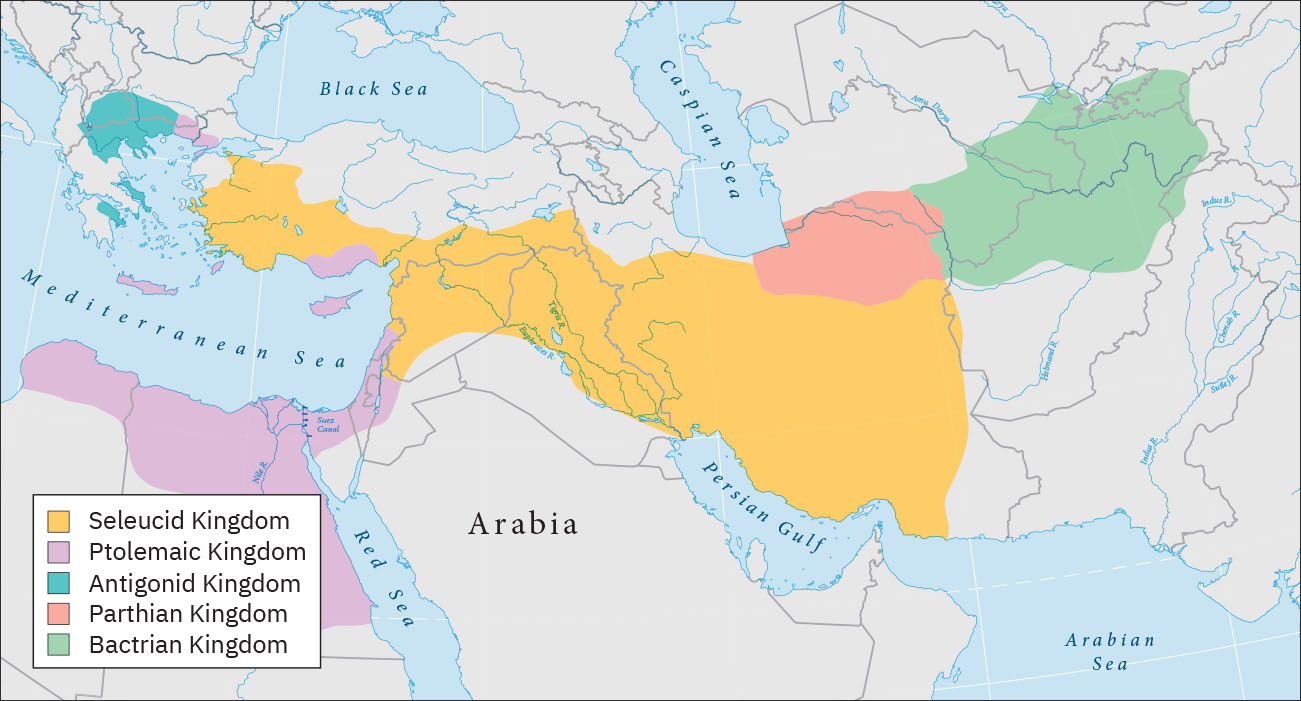 Black Sea
Caspian Sea
Amu Darya
Indus R.
Mediterranean Sea
Tigris R.
Euphrates R.
Chenab R.
Helmand R.
Sutlej R.
Suez
Canal
Nile R.
Indus R.
Persian Gulf
Arabia
Red Sea
Arabian
Sea
Seleucid Kingdom
Ptolemaic Kingdom
Antigonid Kingdom
Parthian Kingdom
Bactrian Kingdom